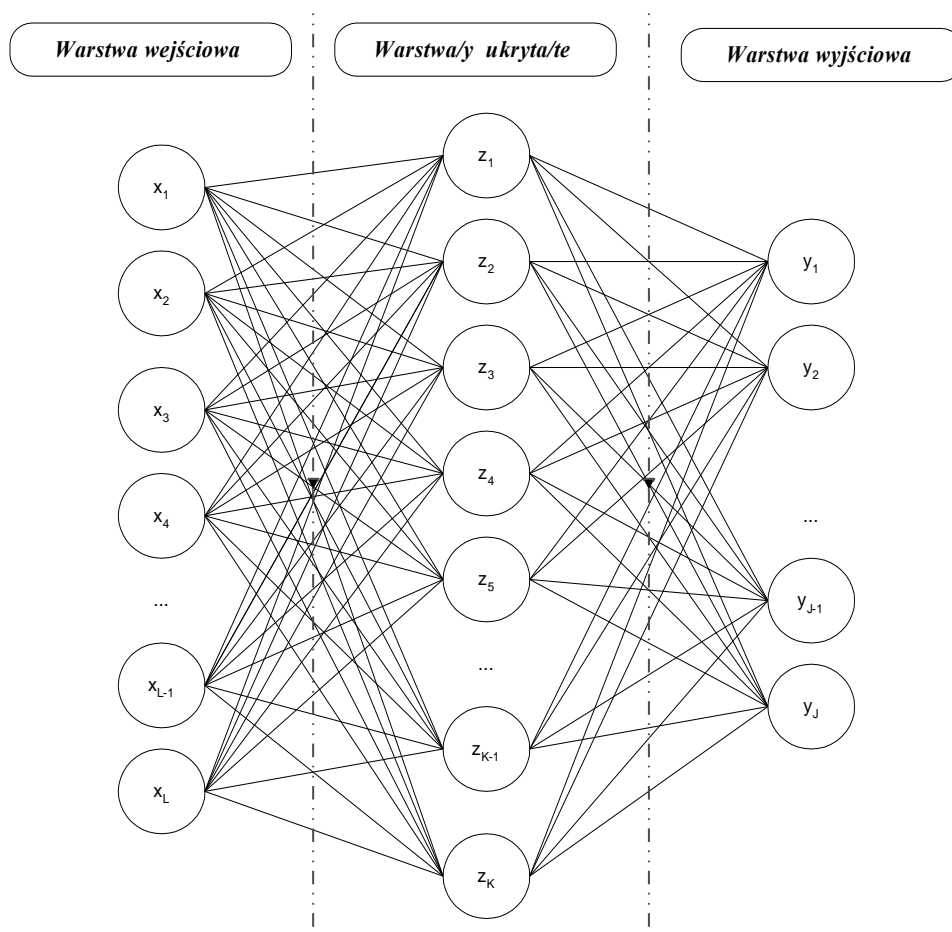 Warstwa wejściowa
Warstwa/y ukryta/te
Warstwa wyjściowa
x1
x2
x3
x4
...
xL-1
xL
z1
z2
z3
z4
z5
...
zK-1
zK
y1
y2
...
yJ-1
yJ